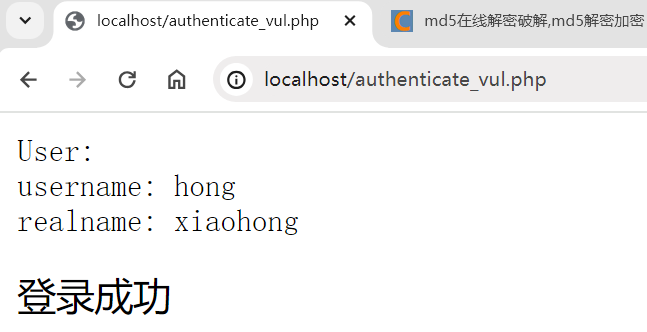 localhost/authenticate_vul.php
md5在线解密破解,md5解密加密
localhost/authenticate_vul.php
User:
username: hong
realname: xiaohong
登录成功